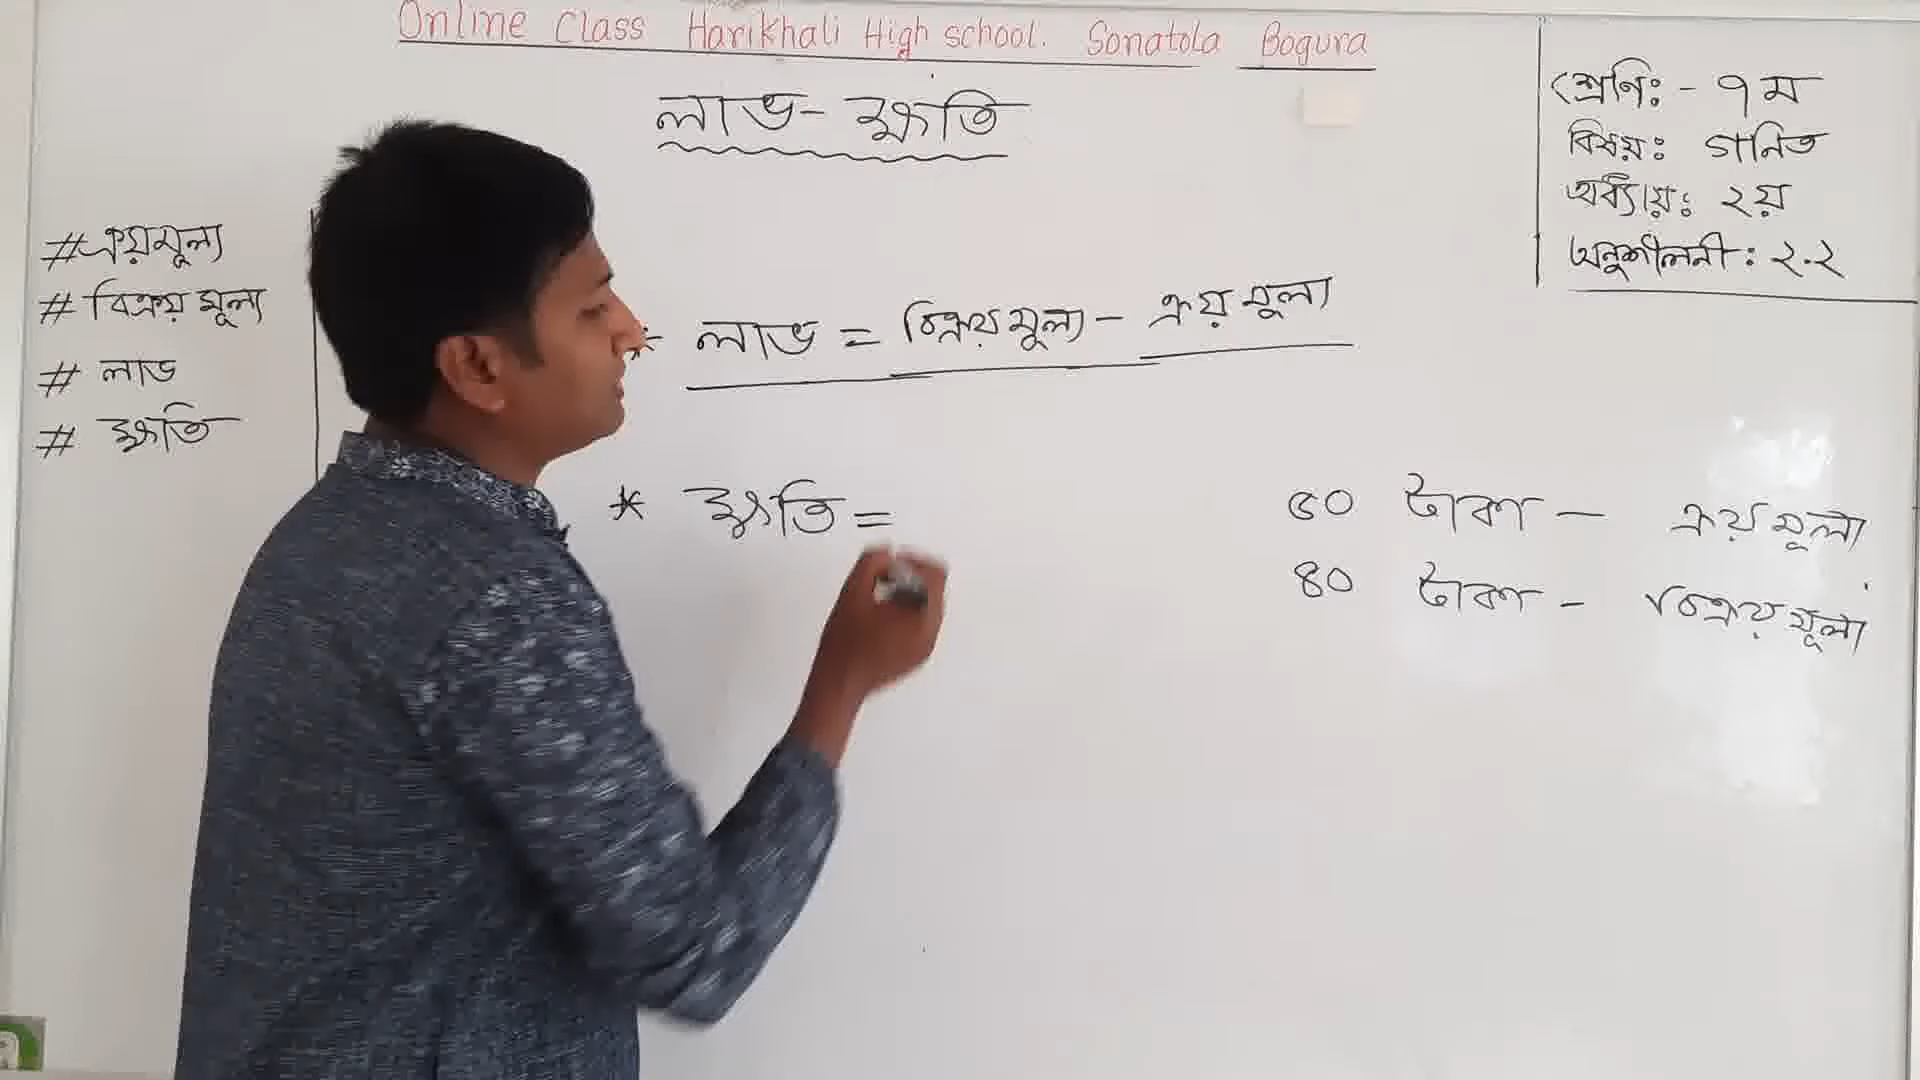 Online Class Harikhali High school. Sonatola Bogura
লাভ- ক্ষতি
শ্রেণিঃ - ৭ম
বিষয়ঃ গনিত
অধ্যায়ঃ ২য়
অনুশীলনী: ২.২
#ক্রয়মূল্য
# বিক্রয় মূল্য
# লাভ
# ক্ষতি
* লাভ = বিক্রয়মূল্য - ক্রয়মূল্য
* ক্ষতি =
৫০ টাকা - ক্রয়মূল্য
৪০ টাকা - বিক্রয়মূল্য